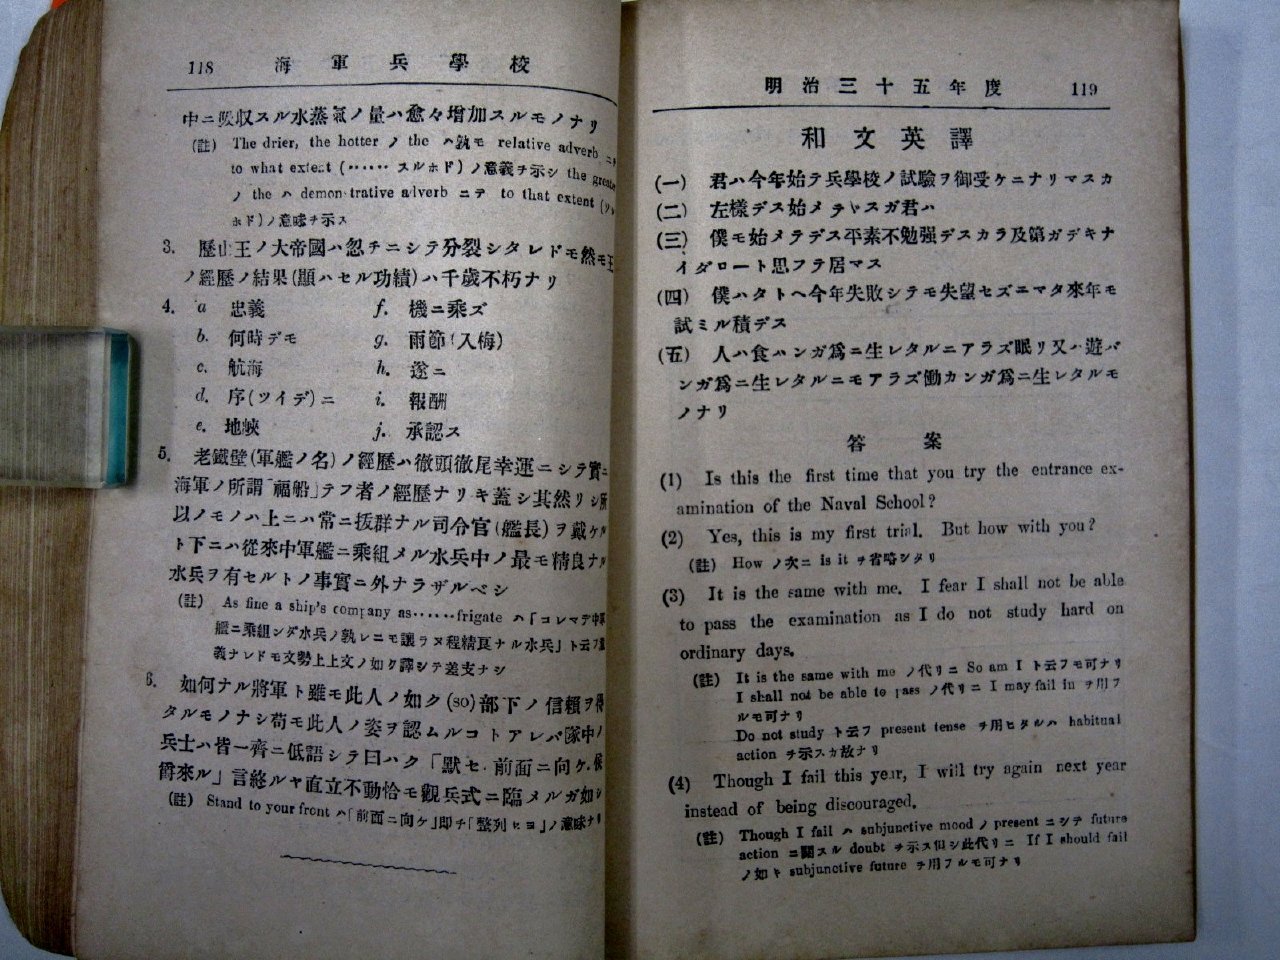 118 海軍兵學校
中ニ吸収スル水蒸氣ノ量ハ愈々增加スルモノナリ
(註) The drier, the hotter ノ the ハ孰モ relative adverb ニテ
to what extent (……スルホド)ノ意義チ示シ the greater
ノ the ハ demonstrative adverb ニテ to that extent (ソレ
ホド)ノ意味チ示ス
3. 歷山王ノ大帝國ハ忽チニシテ分裂シタレドモ然モ王
ノ經歷ノ結果(顯ハセル功績)ハ千歲不朽ナリ
4. a 忠義 f. 機ニ乘ズ
b. 何時デモ g. 雨節(入梅)
c. 航海 h. 遂ニ
d. 序(ツイデ)ニ i. 報酬
e. 地峽 j. 承認ス
5. 老鐵壁(軍艦ノ名)ノ經歷ハ徹頭徹尾幸運ニシテ實ニ
海軍ノ所謂「福船」テフ者ノ經歷ナリキ蓋シ其然リシ所
以ノモノハ上ニハ常ニ拔群ナル司令官(艦長)ヲ戴ケル
ト下ニハ從來中軍艦ニ乘組メル水兵中ノ最モ精良ナル
水兵ヲ有セルトノ事實ニ外ナラザルベシ
(註) As fine a ship's company as……frigate ハ「コレマデ中軍
艦ニ乘組ンダ水兵ノ孰レニモ讓ラヌ程精良ナル水兵」ト云フ意
義ナレドモ文勢上上文ノ如ク譯シテ差支ナシ
6. 如何ナル將軍ト雖モ此人ノ如ク(so)部下ノ信賴ヲ得
タルモノナシ苟モ此人ノ姿ヲ認ムルコトアレバ隊中ノ
兵士ハ皆一齊ニ低語シテ曰ハク「默セ、前面ニ向ケ、候
爵來ル」言終ルヤ直立不動恰モ觀兵式ニ臨メルガ如シ
(註) Stand to your front ハ「前面ニ向ケ」卽チ「整列セヨ」ノ意味ナリ
明治三十五年度 119
和文英譯
(一) 君ハ今年始テ兵學校ノ試驗ヲ御受ケニナリマスカ
(二) 左樣デス始メテヾスガ君ハ
(三) 僕モ始メテデス平素不勉强デスカラ及第ガデキナ
イダロート思フテ居マス
(四) 僕ハタトヘ今年失敗シテモ失望セズニマタ來年モ
試ミル積デス
(五) 人ハ食ハンガ爲ニ生レタルニアラズ眠リ又ハ遊バ
ンガ爲ニ生レタルニモアラズ働カンガ爲ニ生レタルモ
ノナリ
答案
(1) Is this the first time that you try the entrance ex-
amination of the Naval School?
(2) Yes, this is my first trial. But how with you?
(註) How ノ次ニ is it チ省略シタリ
(3) It is the same with me. I fear I shall not be able
to pass the examination as I do not study hard on
ordinary days.
(註) It is the same with me ノ代リニ So am I ト云フモ可ナリ
I shall not be able to pass ノ代リニ I may fail in チ用フ
ルモ可ナリ
Do not study ト云フ present tense チ用ヒタルハ habitual
action チ示スカ故ナリ
(4) Though I fail this year, I will try again next year
instead of being discouraged.
(註) Though I fail ハ subjunctive mood ノ present ニシテ future
action ニ關スル doubt チ示ス但シ此代リニ If I should fail
ノ如キ subjunctive future チ用フルモ可ナリ